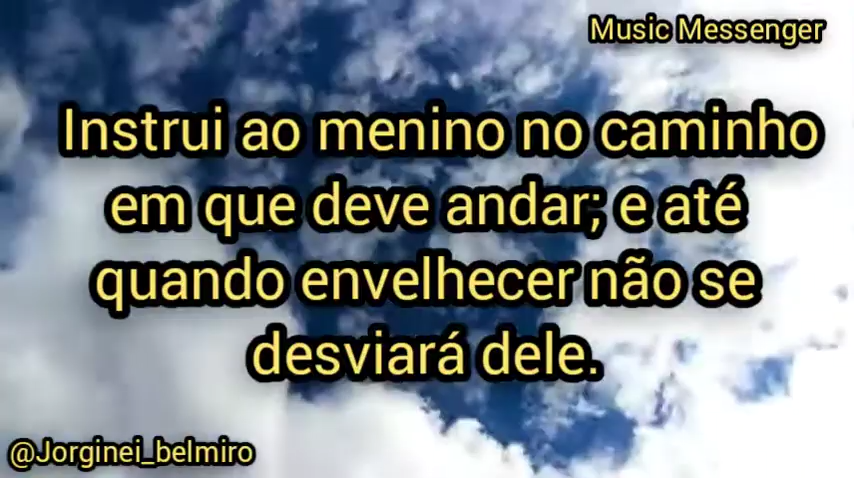 Music Messenger
Instrui ao menino no caminho
em que deve andar; e até
quando envelhecer não se
desviará dele.
@Jorginei_belmiro